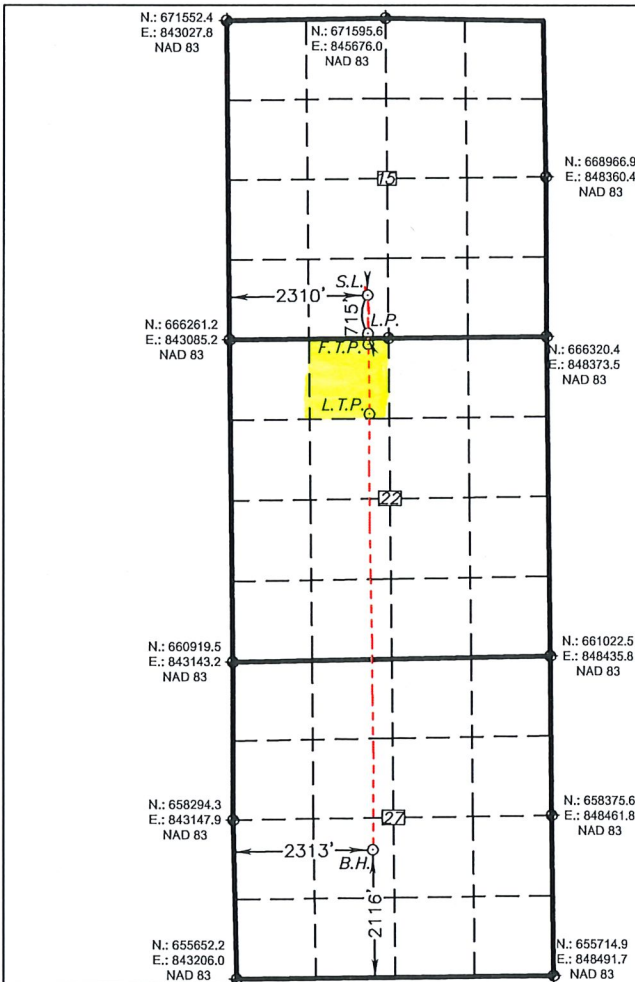 N.: 671552.4
E.: 843027.8
NAD 83
N.: 671595.6
E.: 845676.0
NAD 83
N.: 668966.9
E.: 848360.4
NAD 83
15
S.L.
2310'
715'
L.P.
N.: 666261.2
E.: 843085.2
NAD 83
F.T.P.
N.: 666320.4
E.: 848373.5
NAD 83
L.T.P.
22
N.: 660919.5
E.: 843143.2
NAD 83
N.: 661022.5
E.: 848435.8
NAD 83
N.: 658294.3
E.: 843147.9
NAD 83
27
N.: 658375.6
E.: 848461.8
NAD 83
2313'
B.H.
2116'
N.: 655652.2
E.: 843206.0
NAD 83
N.: 655714.9
E.: 848491.7
NAD 83